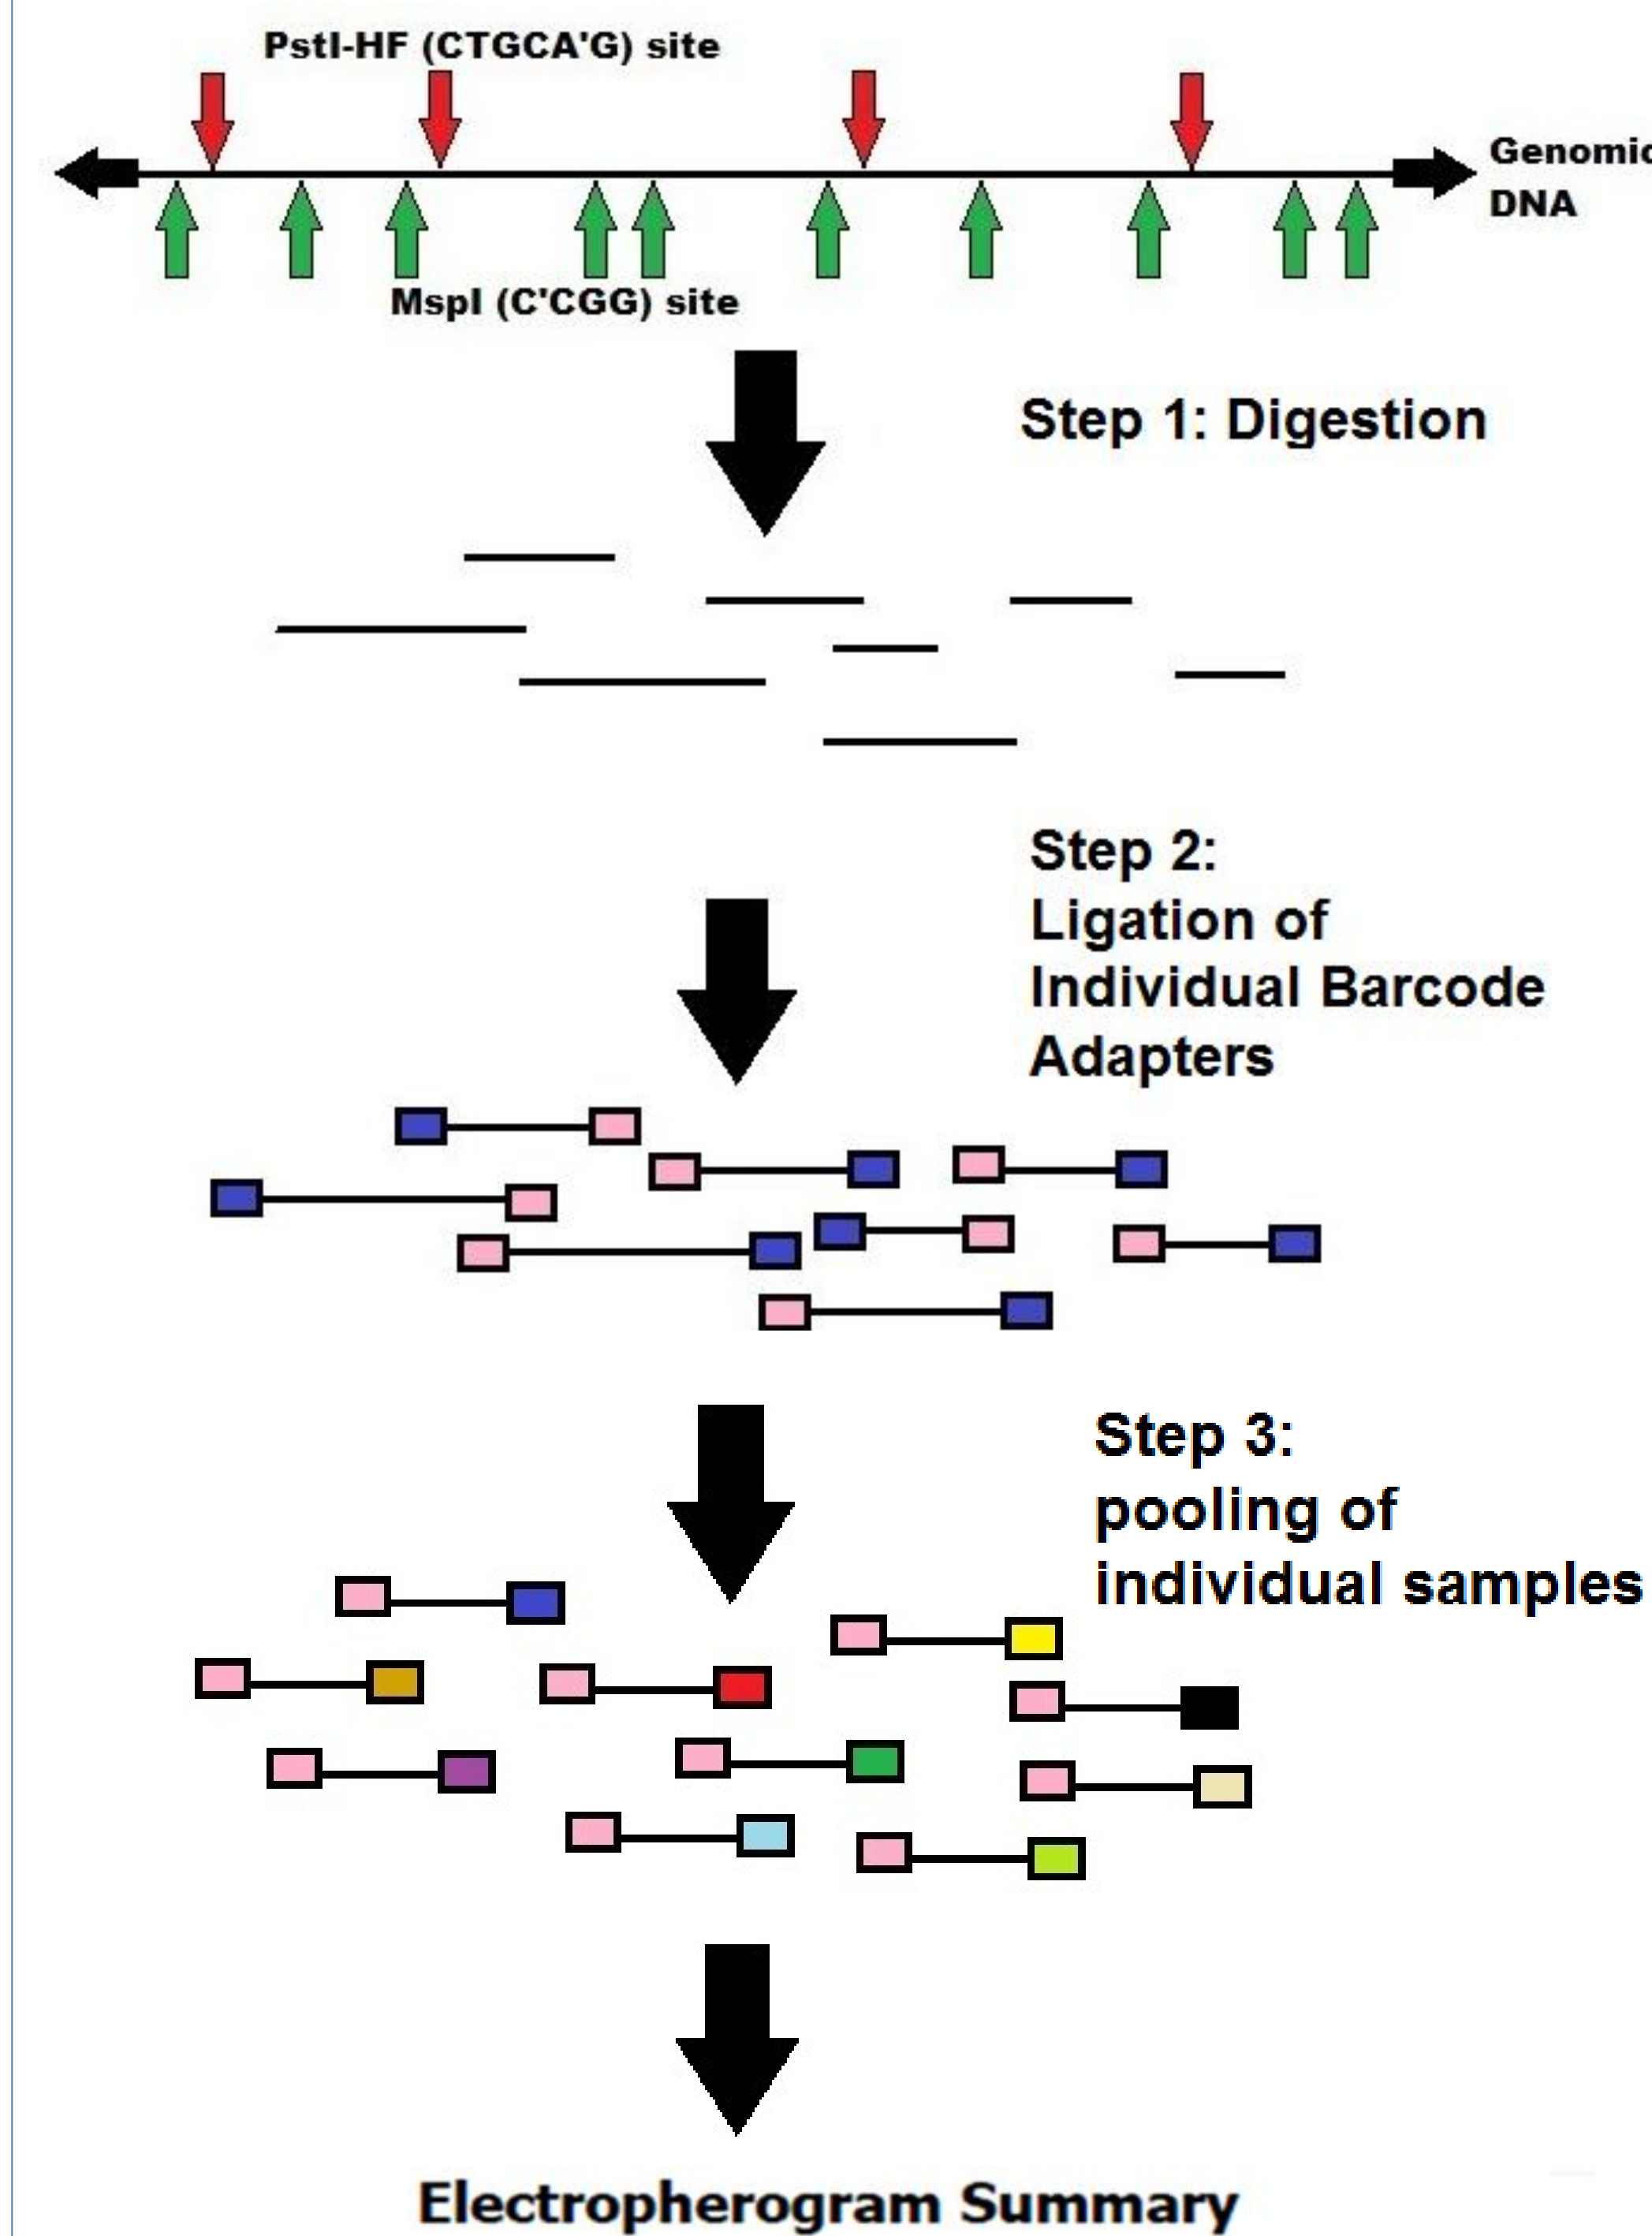 PstI-HF (CTGCA'G) site
Genomic
DNA
MspI (C'CGG) site
Step 1: Digestion
Step 2:
Ligation of
Individual Barcode
Adapters
Step 3:
pooling of
individual samples
Electropherogram Summary